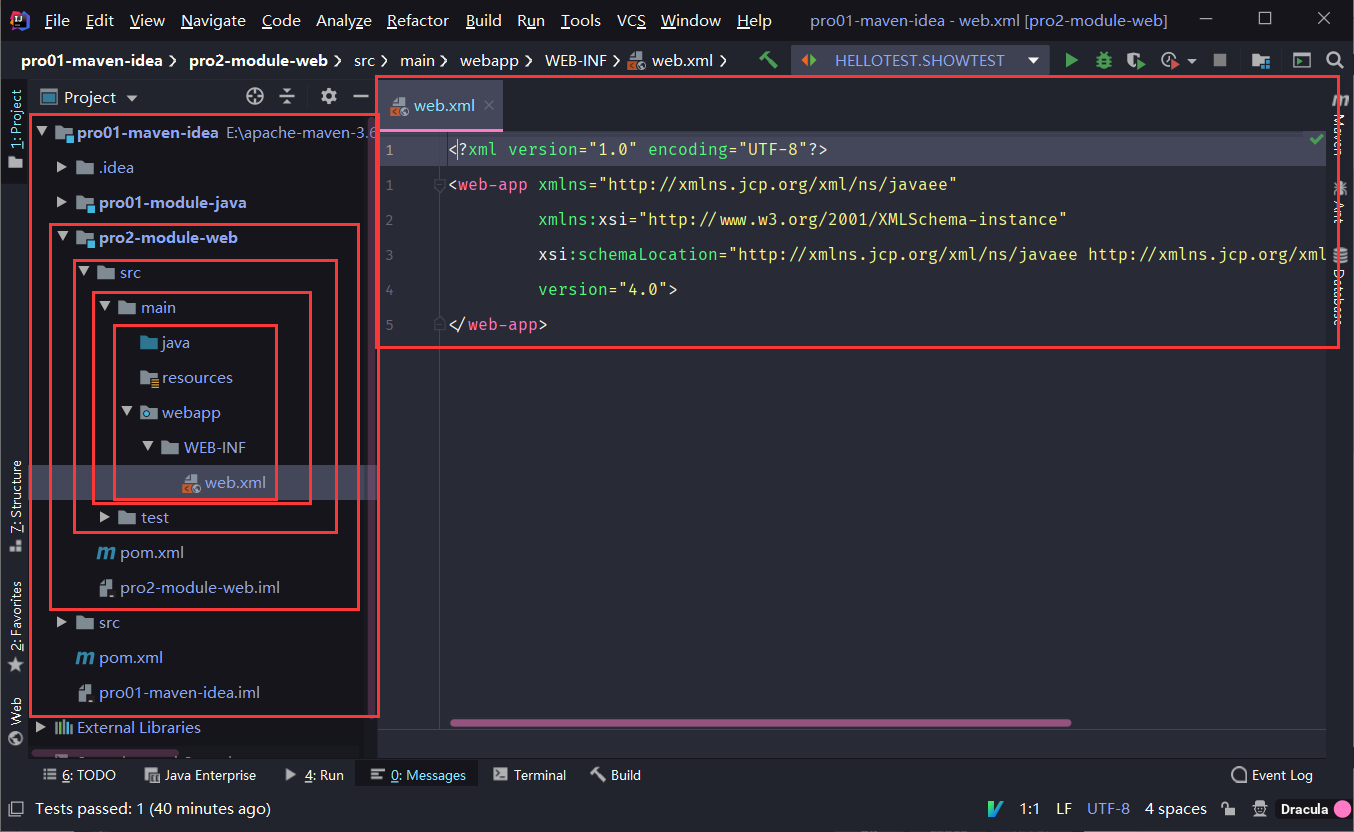 File Edit View Navigate Code Analyze Refactor Build Run Tools VCS Window Help pro01-maven-idea - web.xml [pro2-module-web]
pro01-maven-idea pro2-module-web src main webapp WEB-INF web.xml HELLOTEST.SHOWTEST
1: Project
Project
pro01-maven-idea E:\apache-maven-3.6
.idea
pro01-module-java
pro2-module-web
src
main
java
resources
webapp
WEB-INF
web.xml
test
pom.xml
pro2-module-web.iml
src
pom.xml
pro01-maven-idea.iml
External Libraries
web.xml
1 <?xml version="1.0" encoding="UTF-8"?>
1 <web-app xmlns="http://xmlns.jcp.org/xml/ns/javaee"
2 xmlns:xsi="http://www.w3.org/2001/XMLSchema-instance"
3 xsi:schemaLocation="http://xmlns.jcp.org/xml/ns/javaee http://xmlns.jcp.org/xml
4 version="4.0">
5 </web-app>
Maven
Ant
Database
7: Structure
2: Favorites
Web
6: TODO Java Enterprise 4: Run 0: Messages Terminal Build Event Log
Tests passed: 1 (40 minutes ago) 1:1 LF UTF-8 4 spaces Dracula